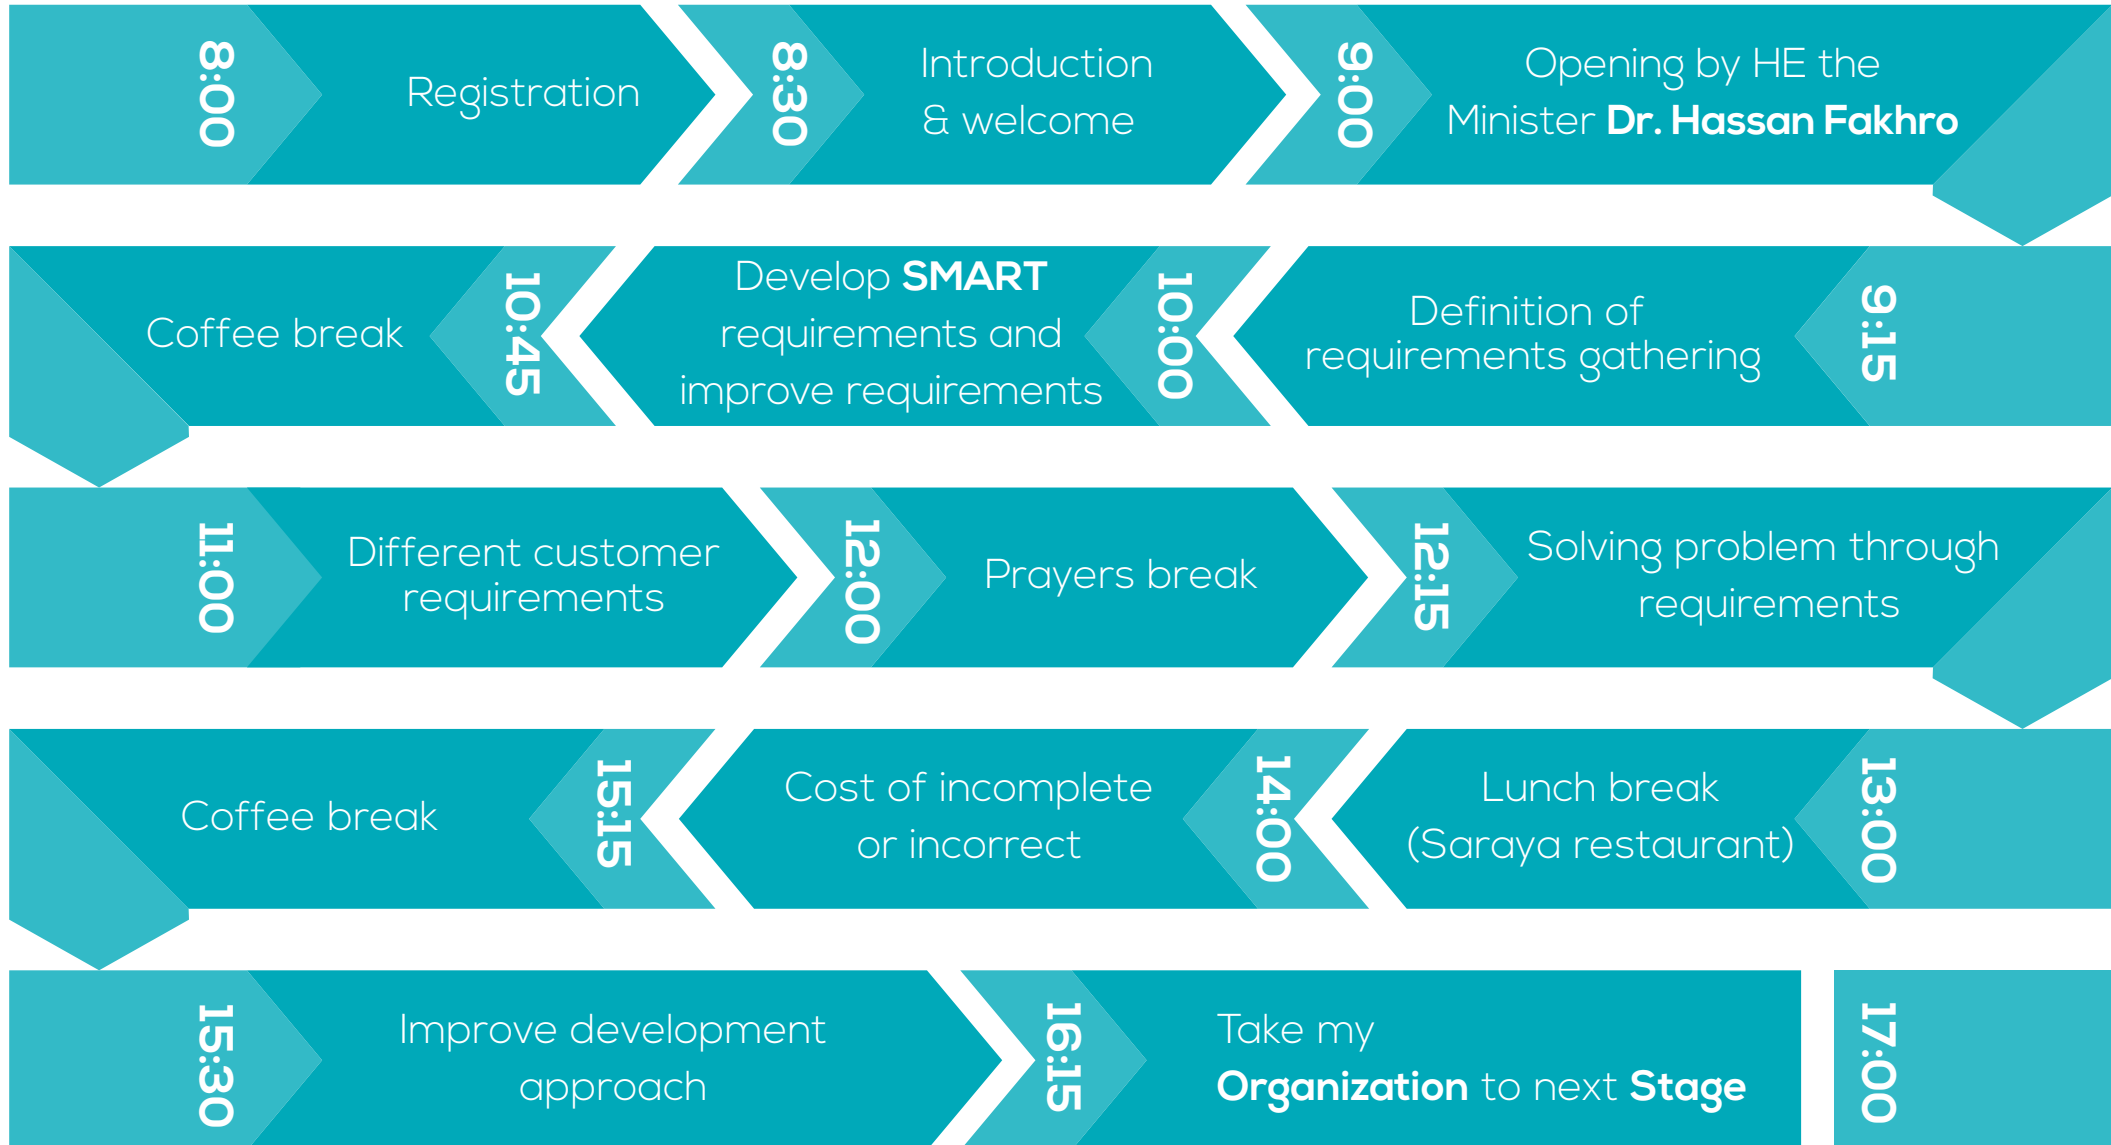 8:00
Registration
8:30
Introduction
& welcome
9:00
Opening by HE the
Minister Dr. Hassan Fakhro
9:15
Definition of
requirements gathering
10:00
Develop SMART
requirements and
improve requirements
10:45
Coffee break
11:00
Different customer
requirements
12:00
Prayers break
12:15
Solving problem through
requirements
13:00
Lunch break
(Saraya restaurant)
14:00
Cost of incomplete
or incorrect
15:15
Coffee break
15:30
Improve development
approach
16:15
Take my
Organization to next Stage
17:00